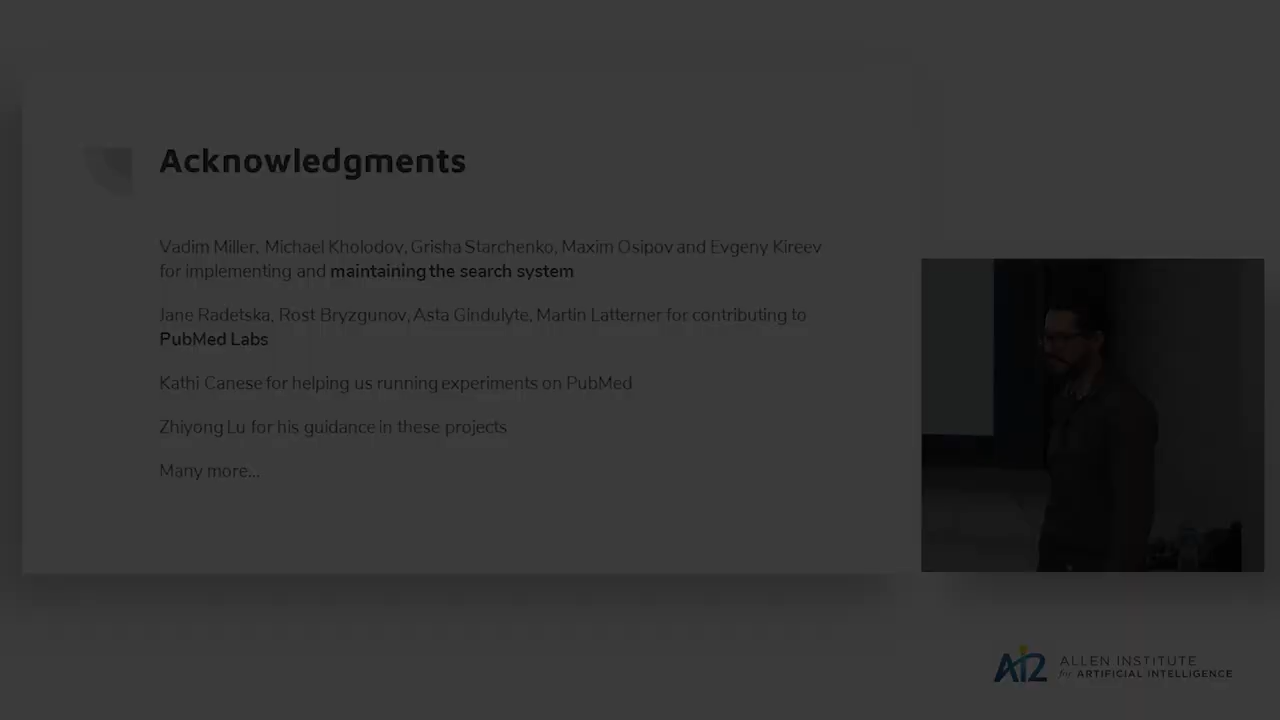 Acknowledgments
Vadim Miller, Michael Kholodov, Grisha Starchenko, Maxim Osipov and Evgeny Kireev
for implementing and maintaining the search system
Jane Radetska, Rost Bryzgunov, Asta Gindulyte, Martin Latterner for contributing to
PubMed Labs
Kathi Canese for helping us running experiments on PubMed
Zhiyong Lu for his guidance in these projects
Many more...
AI2 ALLEN INSTITUTE
for ARTIFICIAL INTELLIGENCE